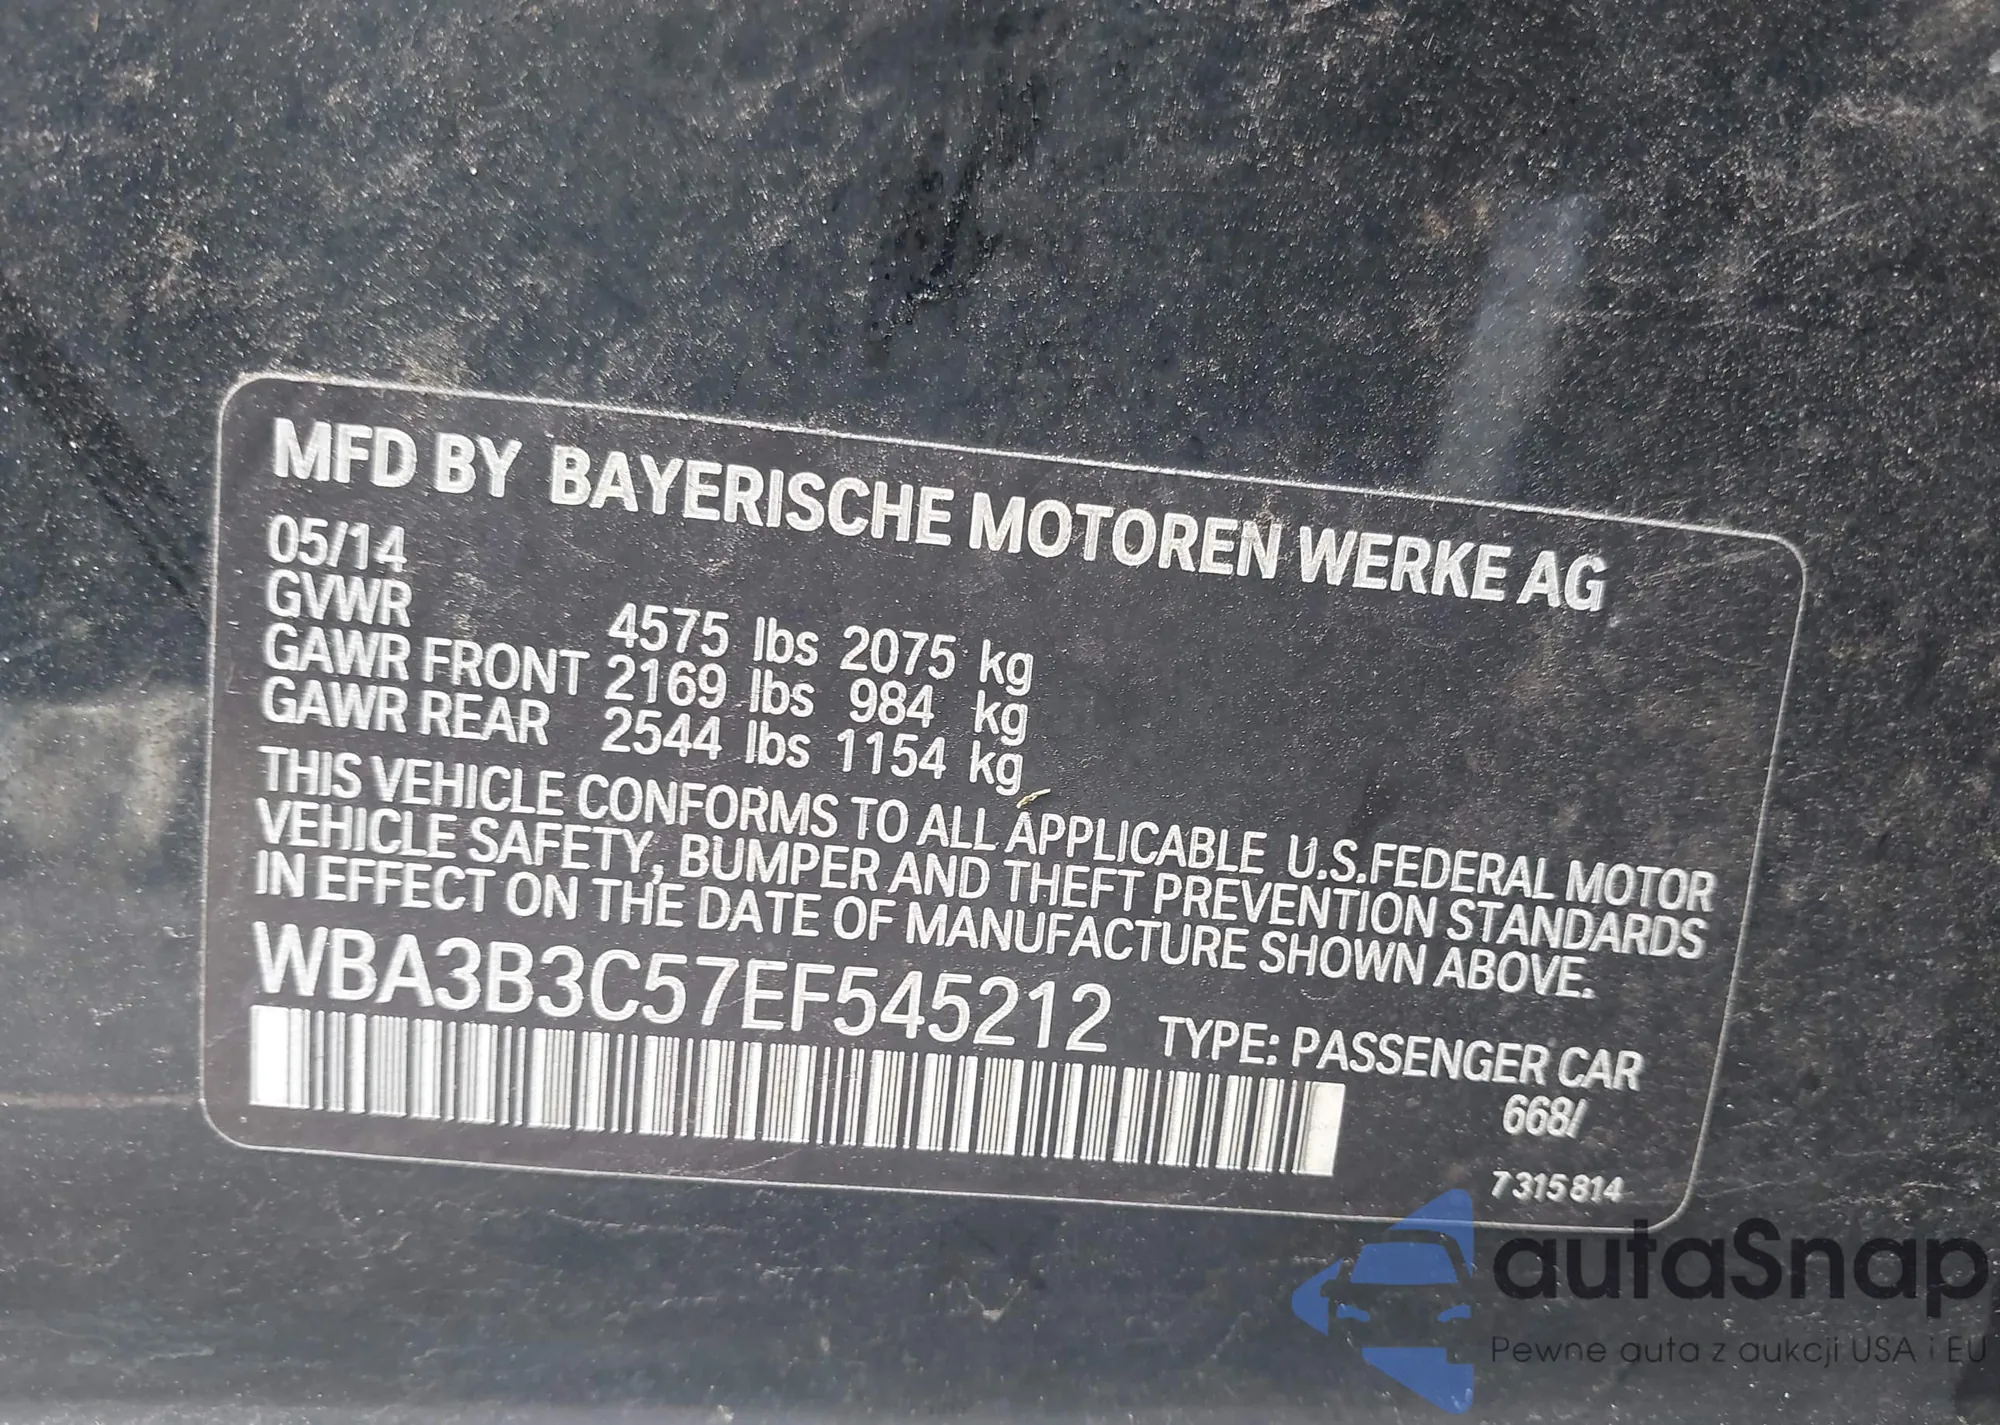 MFD BY BAYERISCHE MOTOREN WERKE AG
05/14
GVWR 4575 lbs 2075 kg
GAWR FRONT 2169 lbs 984 kg
GAWR REAR 2544 lbs 1154 kg
THIS VEHICLE CONFORMS TO ALL APPLICABLE U.S.FEDERAL MOTOR
VEHICLE SAFETY, BUMPER AND THEFT PREVENTION STANDARDS
IN EFFECT ON THE DATE OF MANUFACTURE SHOWN ABOVE.
WBA3B3C57EF545212 TYPE: PASSENGER CAR
668/
7 315 814
autaSnap
Pewne auta z aukcji USA i EU